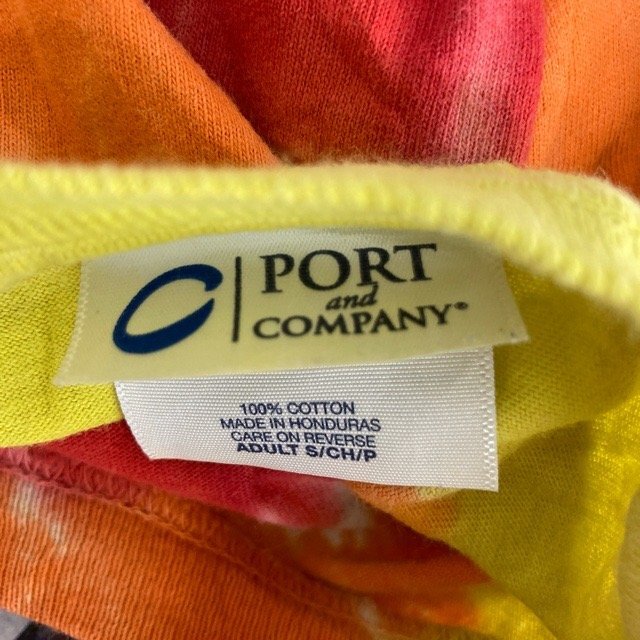 PORT
and
COMPANY®
100% COTTON
MADE IN HONDURAS
CARE ON REVERSE
ADULT S/CH/P